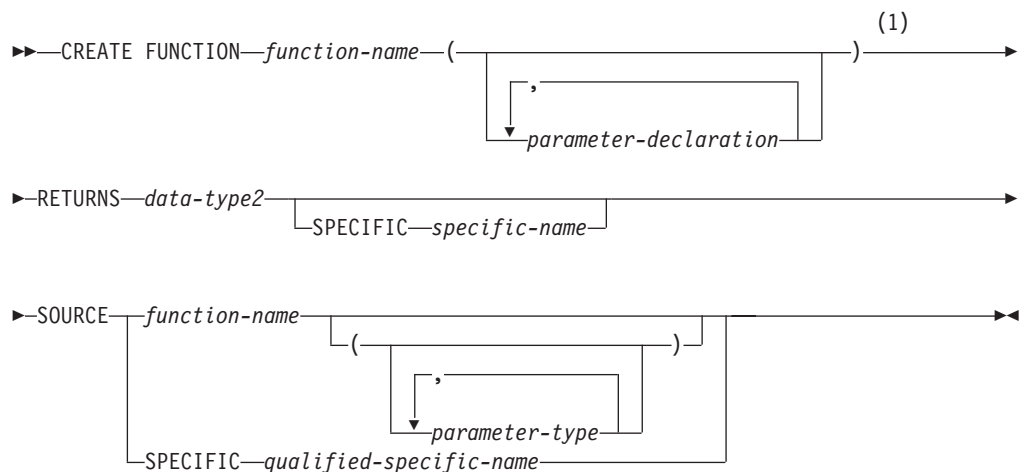 (1)
CREATE FUNCTION function-name ( )
,
parameter-declaration
RETURNS data-type2
SPECIFIC specific-name
SOURCE function-name
( )
,
parameter-type
SPECIFIC qualified-specific-name